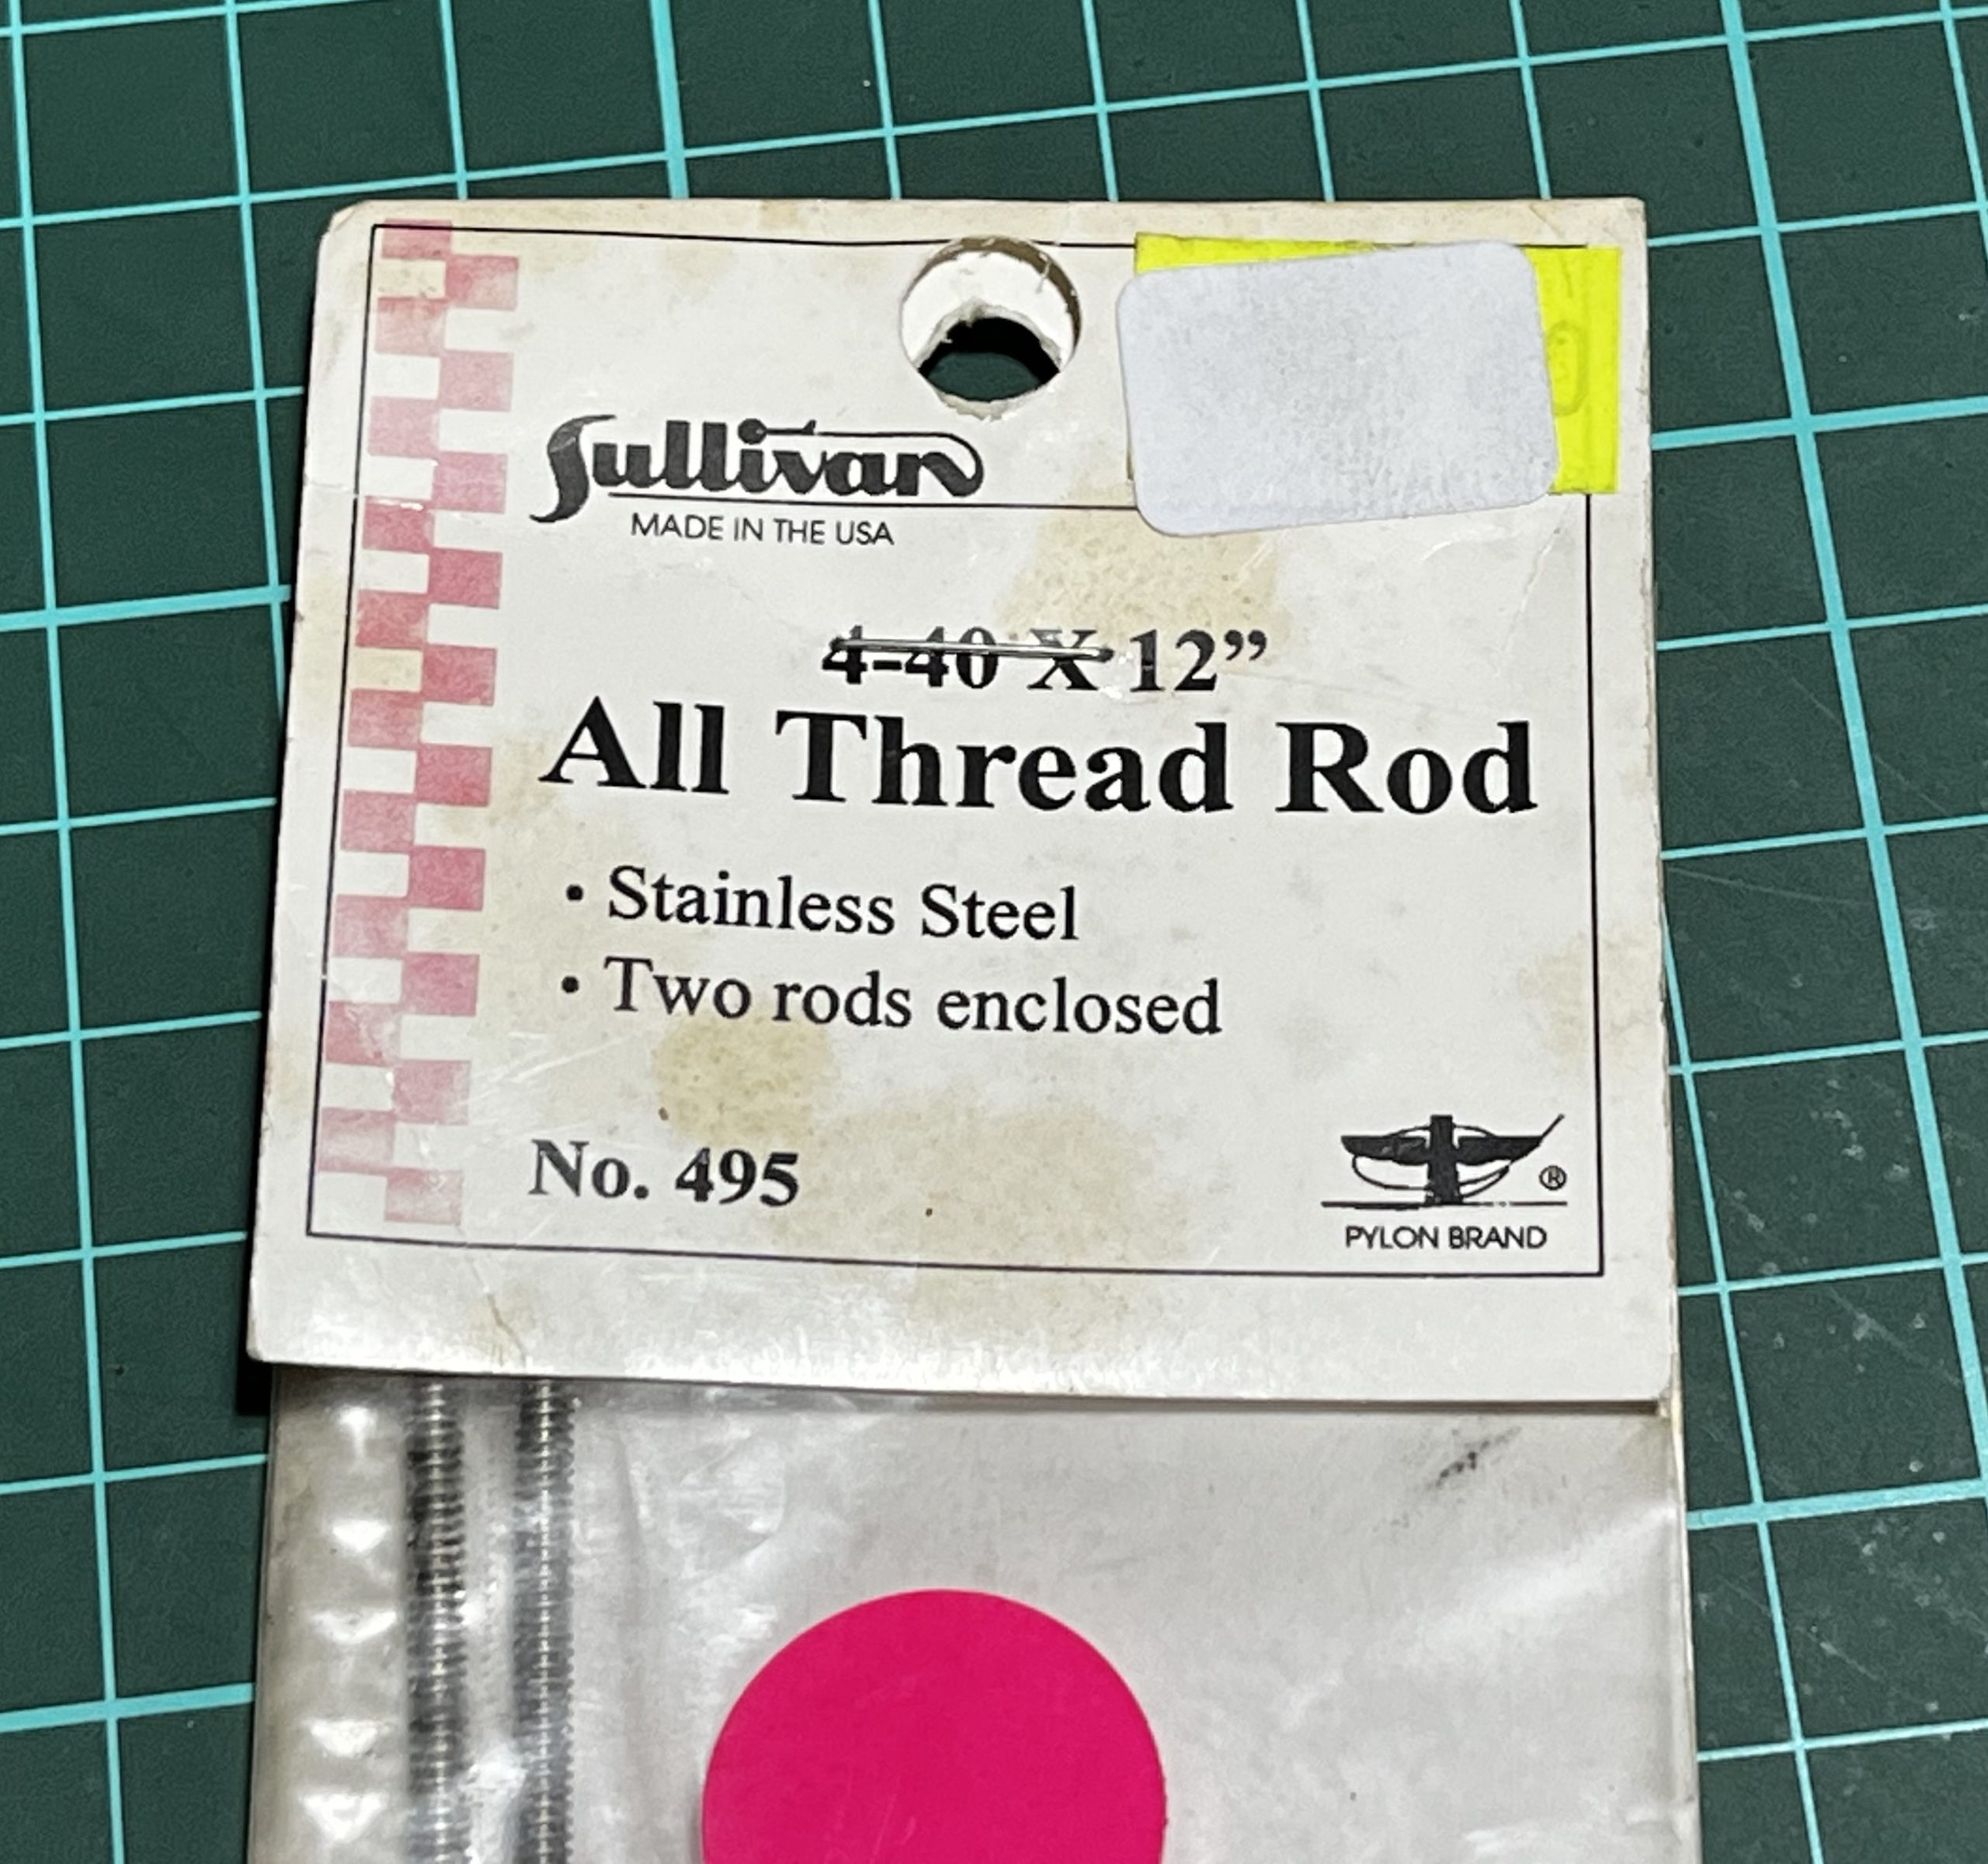 Sullivan
MADE IN THE USA
4-40 X 12”
All Thread Rod
• Stainless Steel
• Two rods enclosed
No. 495
®
PYLON BRAND